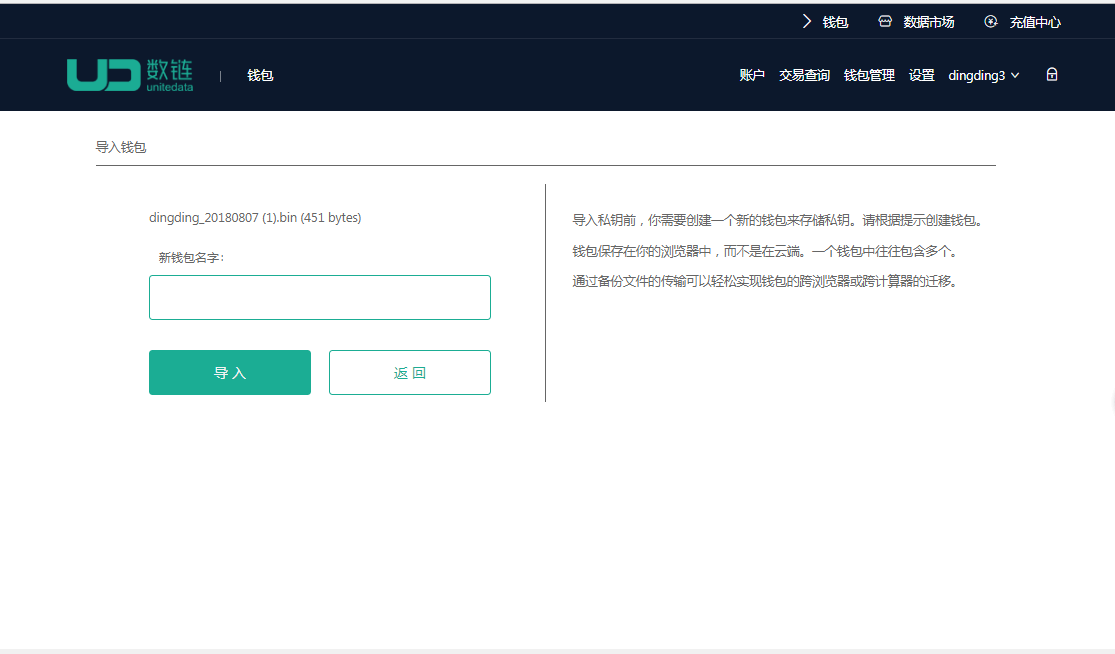 钱包 数据市场 充值中心
UD 数链 unitedata | 钱包 账户 交易查询 钱包管理 设置 dingding3
导入钱包
dingding_20180807 (1).bin (451 bytes)
新钱包名字：
导 入 返 回
导入私钥前，你需要创建一个新的钱包来存储私钥。请根据提示创建钱包。
钱包保存在你的浏览器中，而不是在云端。一个钱包中往往包含多个。
通过备份文件的传输可以轻松实现钱包的跨浏览器或跨计算器的迁移。